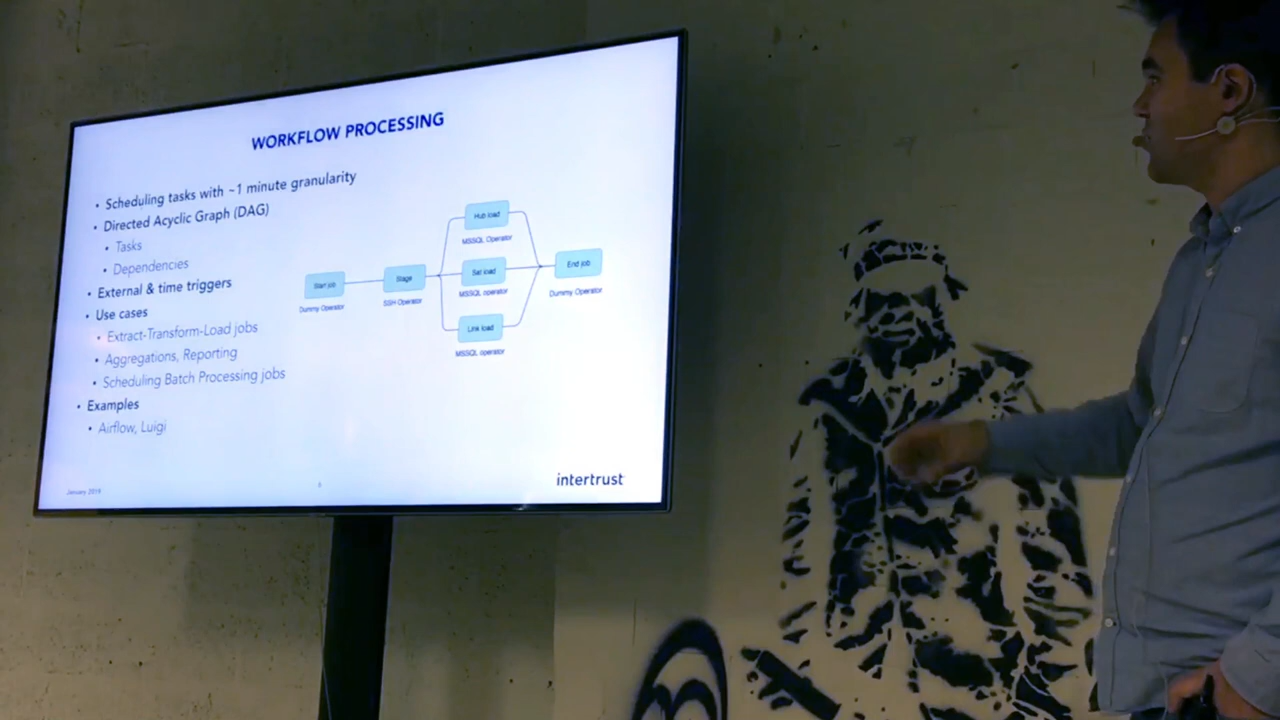 WORKFLOW PROCESSING
• Scheduling tasks with ~1 minute granularity
• Directed Acyclic Graph (DAG)
• Tasks
• Dependencies
• External & time triggers
• Use cases
• Extract-Transform-Load jobs
• Aggregations, Reporting
• Scheduling Batch Processing jobs
• Examples
• Airflow, Luigi
Start job
Dummy Operator
Stage
SSH Operator
Hub load
MSSQL Operator
Sat load
MSSQL operator
Link load
MSSQL operator
End job
Dummy Operator
January 2019
6
intertrust